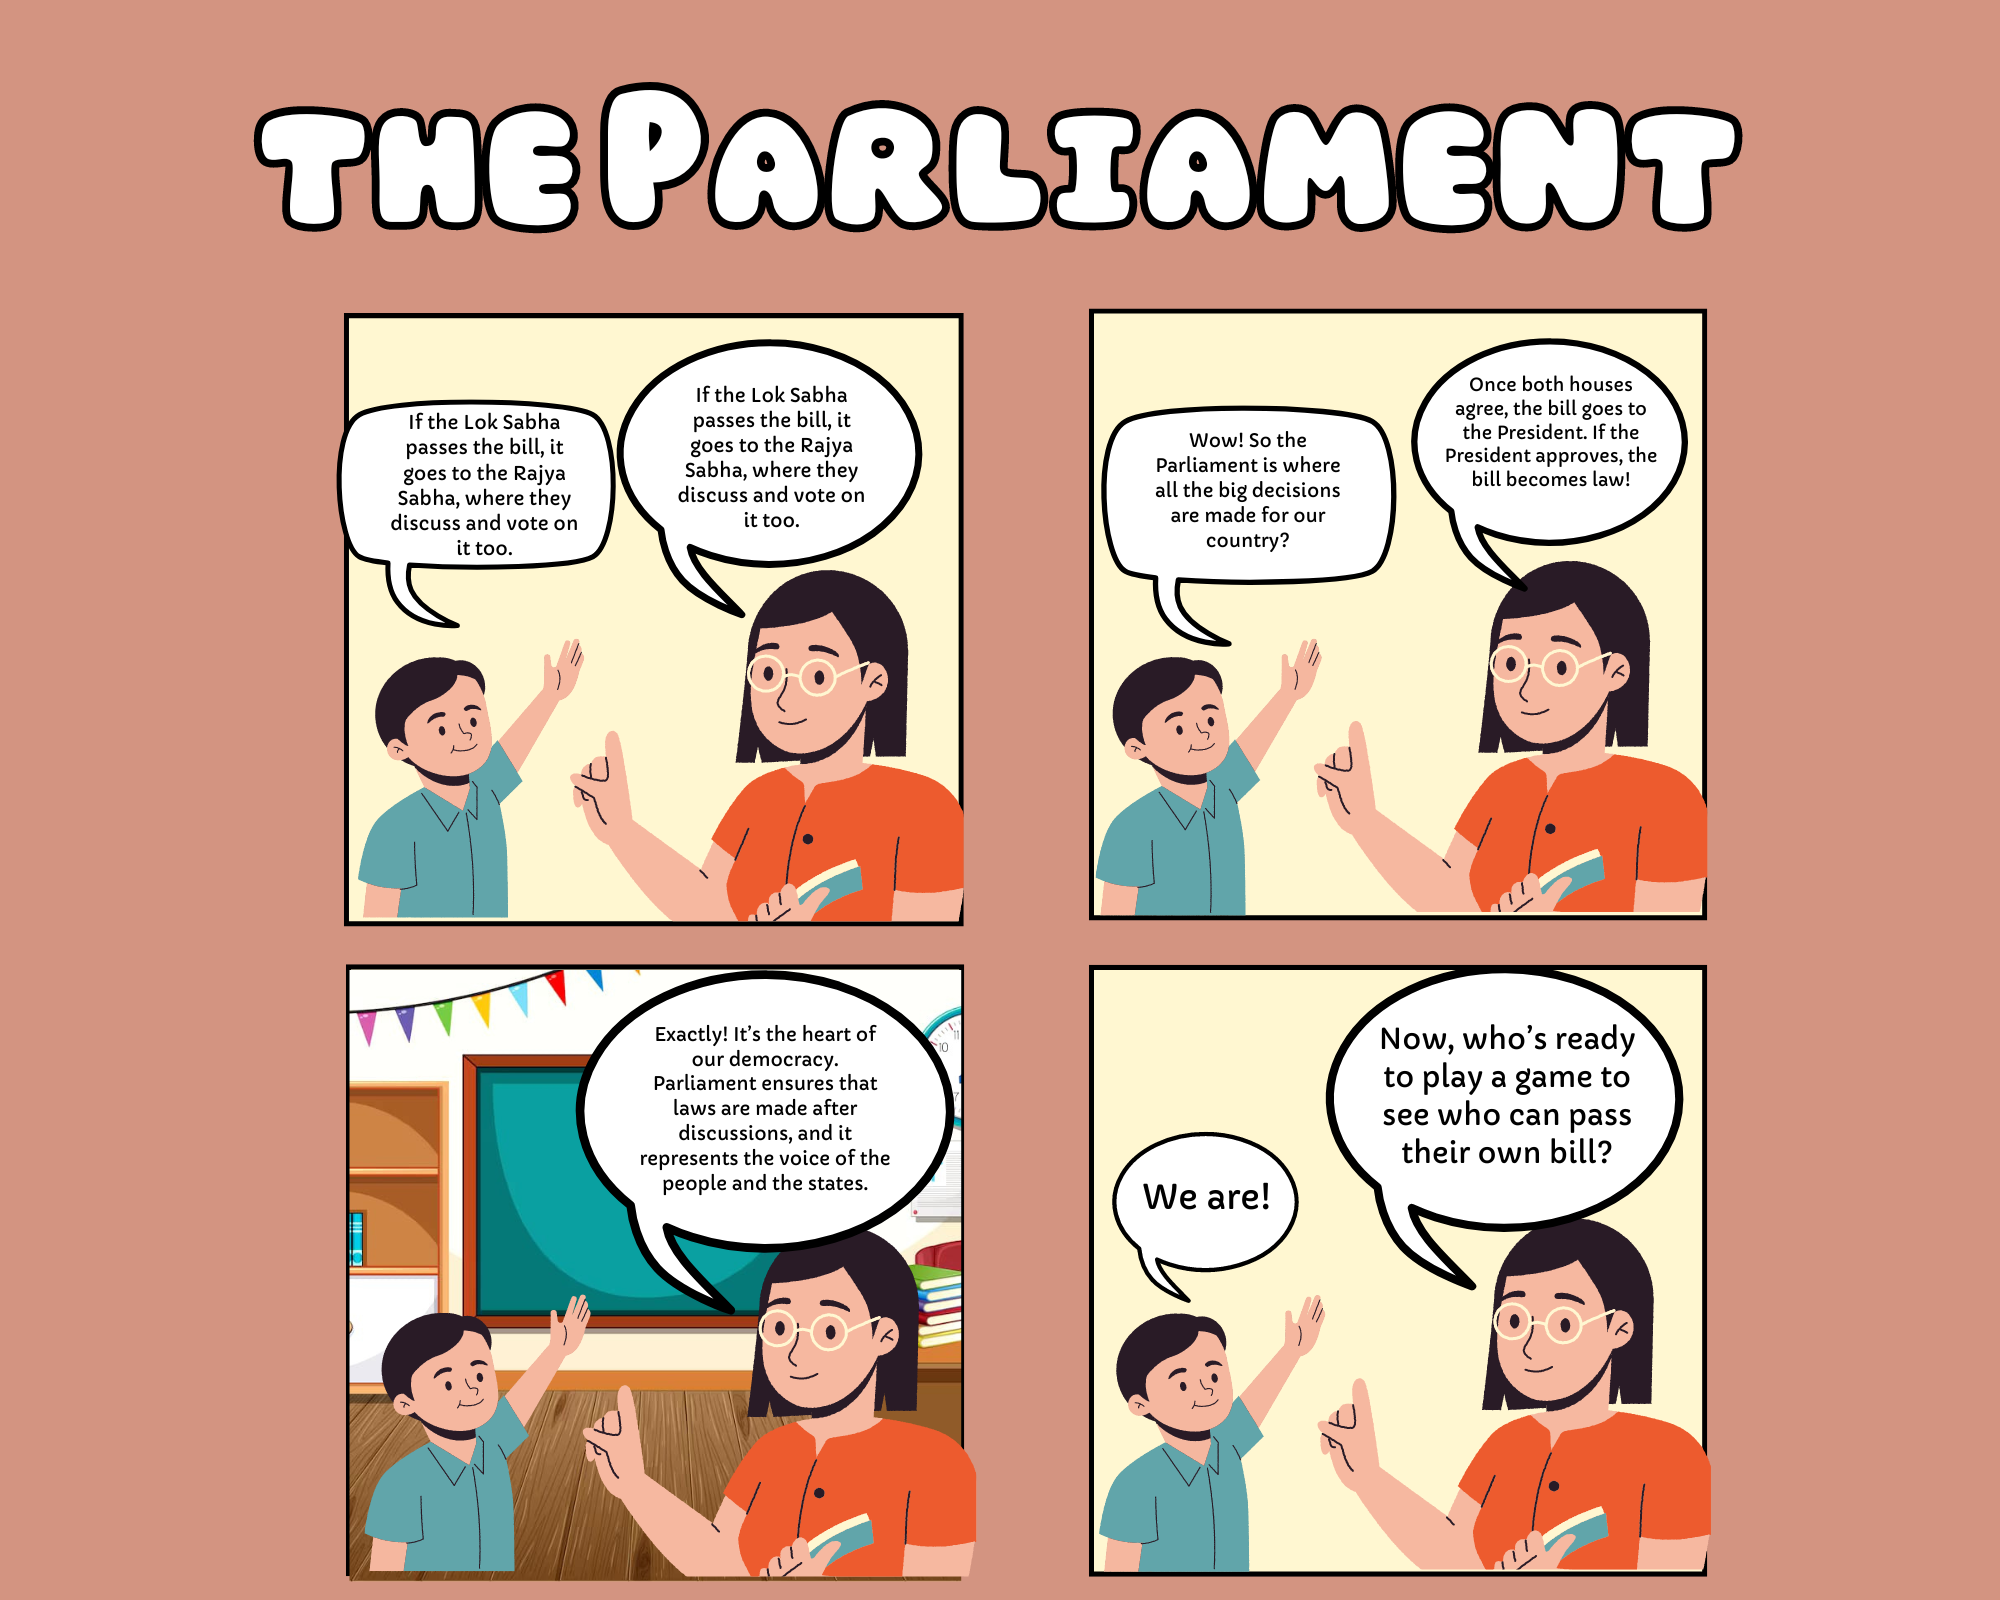 THE PARLIAMENT
If the Lok Sabha
passes the bill, it
goes to the Rajya
Sabha, where they
discuss and vote on
it too.
If the Lok Sabha
passes the bill, it
goes to the Rajya
Sabha, where they
discuss and vote on
it too.
Wow! So the
Parliament is where
all the big decisions
are made for our
country?
Once both houses
agree, the bill goes to
the President. If the
President approves, the
bill becomes law!
Exactly! It's the heart of
our democracy.
Parliament ensures that
laws are made after
discussions, and it
represents the voice of the
people and the states.
10
11
7
We are!
Now, who's ready
to play a game to
see who can pass
their own bill?